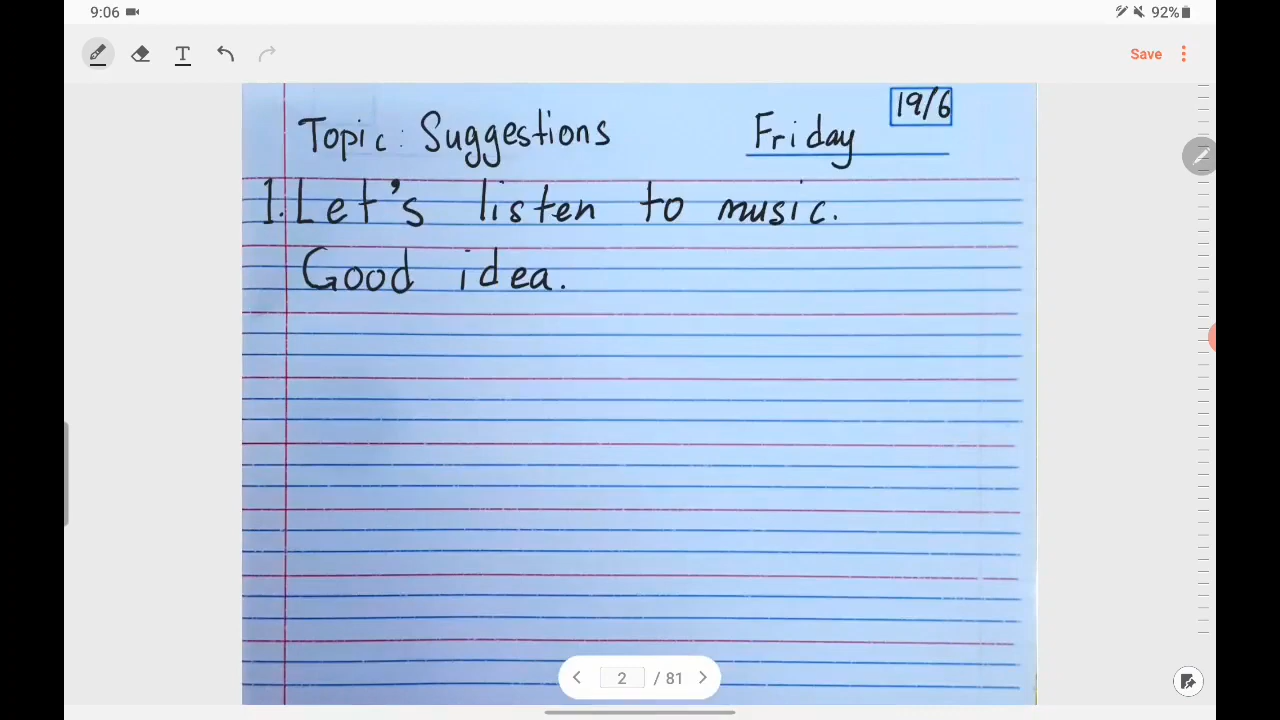 9:06 92%
Save
19/6
Topic: Suggestions Friday
1. Let's listen to music.
Good idea.
2 / 81